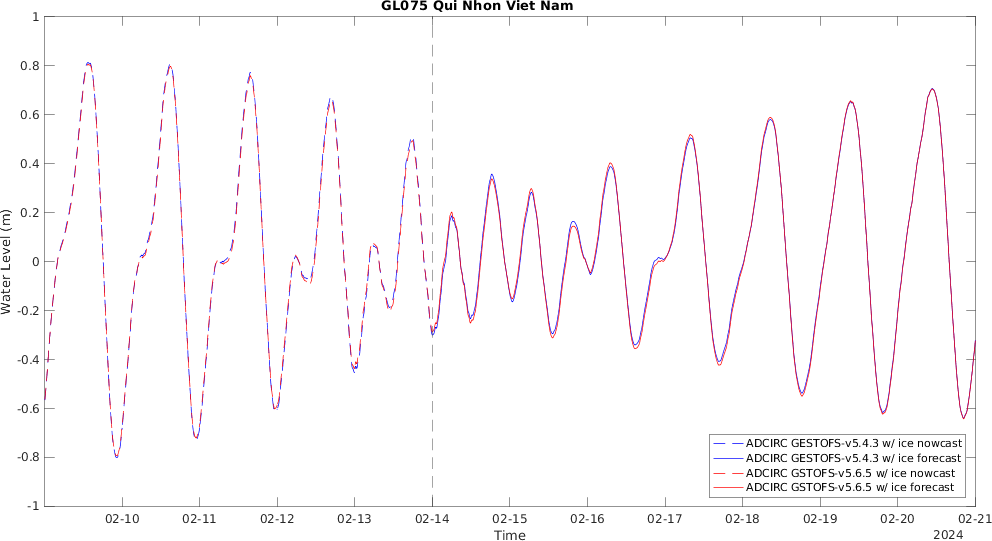 GL075 Qui Nhon Viet Nam
Water Level (m)
1
0.8
0.6
0.4
0.2
0
-0.2
-0.4
-0.6
-0.8
-1
ADCIRC GESTOFS-v5.4.3 w/ ice nowcast
ADCIRC GESTOFS-v5.4.3 w/ ice forecast
ADCIRC GSTOFS-v5.6.5 w/ ice nowcast
ADCIRC GSTOFS-v5.6.5 w/ ice forecast
02-10 02-11 02-12 02-13 02-14 02-15 02-16 02-17 02-18 02-19 02-20 02-21
Time
2024